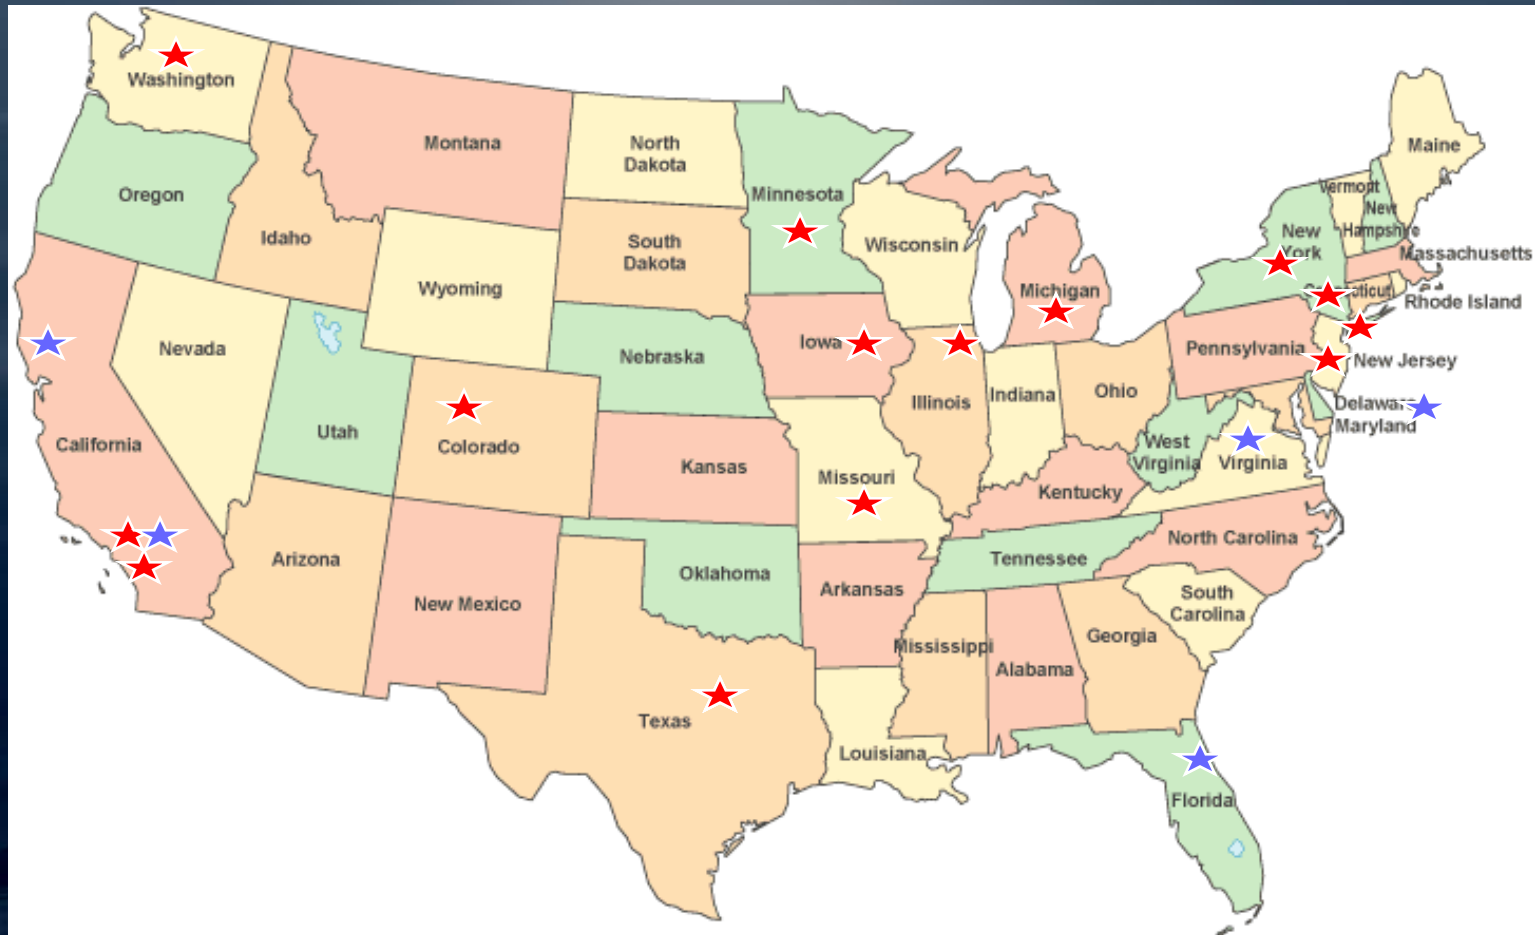 Washington
Montana
North
Dakota
Minnesota
Oregon
Idaho
South
Dakota
Wisconsin
Wyoming
Michigan
Maine
Vermont
New
Hampshire
New
York
Massachusetts
Connecticut
Rhode Island
Nevada
Nebraska
Iowa
Pennsylvania
New Jersey
Illinois
Indiana
Ohio
Delaware
Maryland
California
Utah
Colorado
Kansas
Missouri
West
Virginia
Virginia
Kentucky
Arizona
New Mexico
Oklahoma
Arkansas
Tennessee
North Carolina
South
Carolina
Mississippi
Alabama
Georgia
Texas
Louisiana
Florida